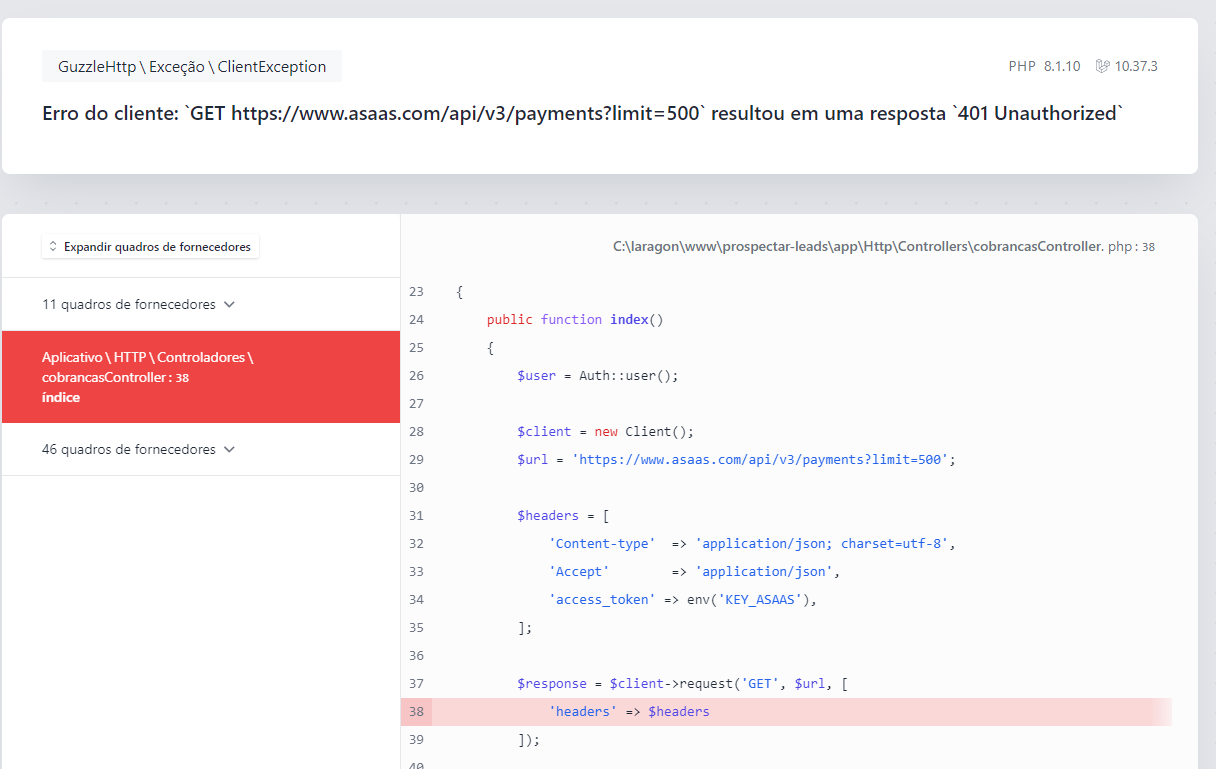 GuzzleHttp \ Exceção \ ClientException
PHP 8.1.10 10.37.3
Erro do cliente: `GET https://www.asaas.com/api/v3/payments?limit=500` resultou em uma resposta `401 Unauthorized`
Expandir quadros de fornecedores
11 quadros de fornecedores
Aplicativo \ HTTP \ Controladores \
cobrancasController : 38
índice
46 quadros de fornecedores
C:\laragon\www\prospectar-leads\app\Http\Controllers\cobrancasController. php : 38
23 {
24 public function index()
25 {
26 $user = Auth::user();
27
28 $client = new Client();
29 $url = 'https://www.asaas.com/api/v3/payments?limit=500';
30
31 $headers = [
32 'Content-type' => 'application/json; charset=utf-8',
33 'Accept' => 'application/json',
34 'access_token' => env('KEY_ASAAS'),
35 ];
36
37 $response = $client->request('GET', $url, [
38 'headers' => $headers
39 ]);
40